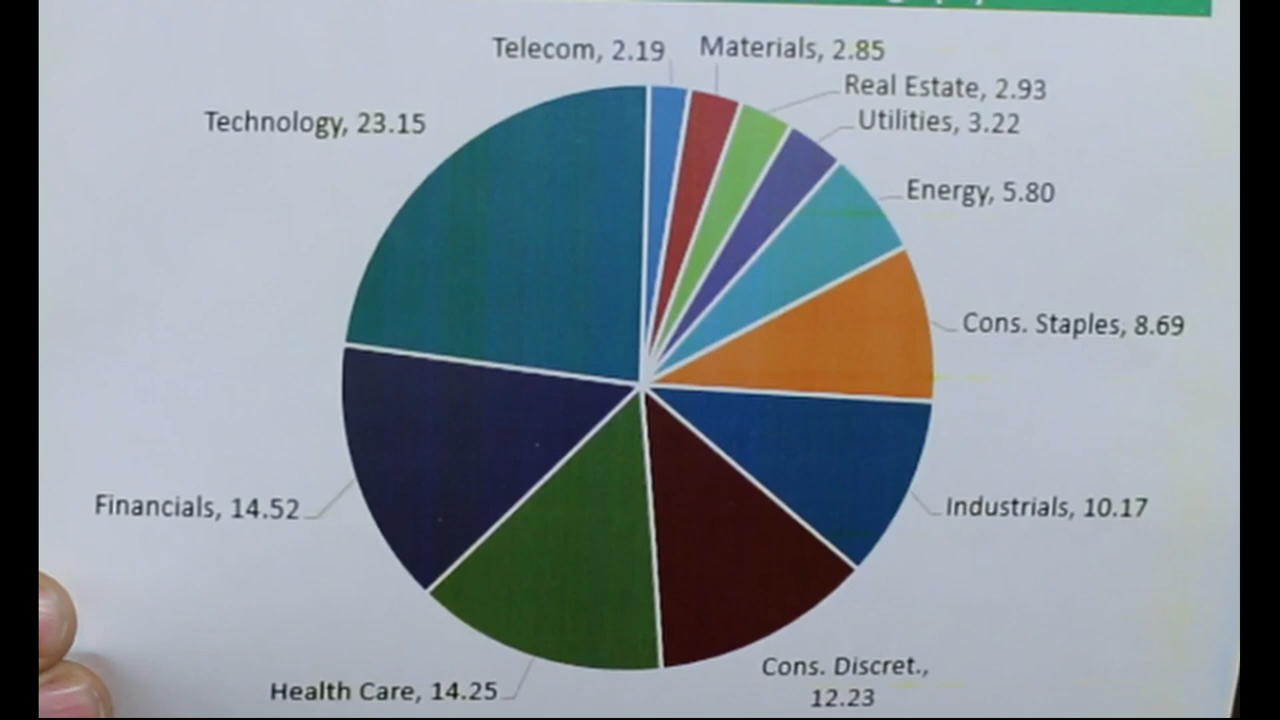 Telecom, 2.19
Materials, 2.85
Real Estate, 2.93
Technology, 23.15
Utilities, 3.22
Energy, 5.80
Cons. Staples, 8.69
Financials, 14.52
Industrials, 10.17
Cons. Discret.,
12.23
Health Care, 14.25